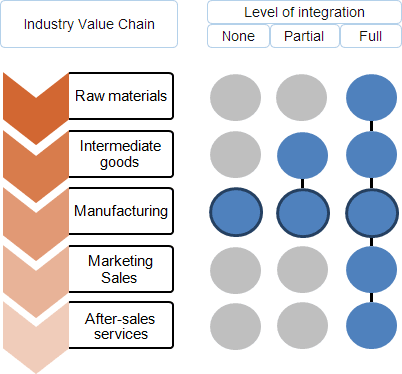 Industry Value Chain
Level of integration
None Partial Full
Raw materials
Intermediate
goods
Manufacturing
Marketing
Sales
After-sales
services